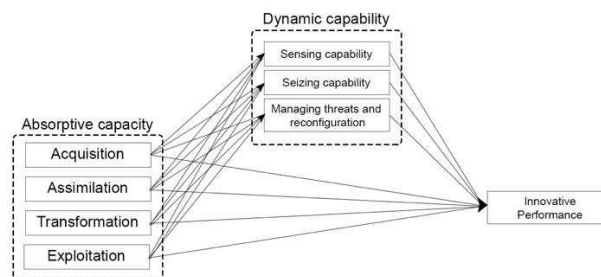 Dynamic capability
Sensing capability
Seizing capability
Managing threats and
reconfiguration
Absorptive capacity
Acquisition
Assimilation
Transformation
Exploitation
Innovative
Performance